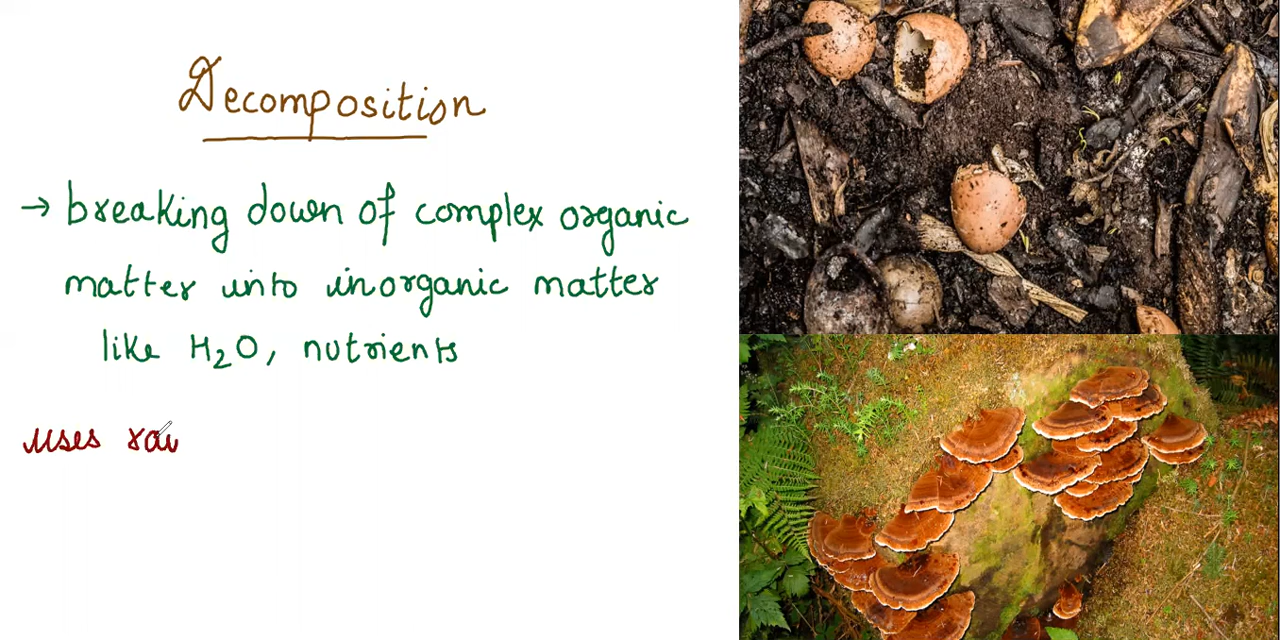 Decomposition
→ breaking down of complex organic
matter into inorganic matter
like H₂O, nutrients
uses